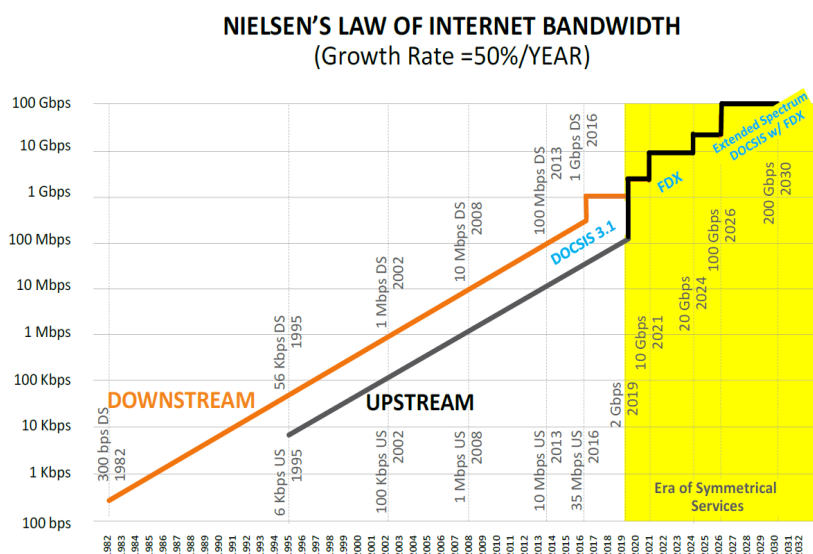 NIELSEN'S LAW OF INTERNET BANDWIDTH
(Growth Rate =50%/YEAR)
100 Gbps
10 Gbps
1 Gbps
100 Mbps
10 Mbps
1 Mbps
100 Kbps
10 Kbps
1 Kbps
100 bps
DOWNSTREAM
UPSTREAM
300 bps DS
1982
56 Kbps DS
1995
1 Mbps DS
2002
10 Mbps DS
2008
100 Mbps DS
2013
1 Gbps DS
2016
6 Kbps US
1995
100 Kbps US
2002
1 Mbps US
2008
10 Mbps US
2013
35 Mbps US
2016
DOCSIS 3.1
2 Gbps
2019
10 Gbps
2021
20 Gbps
2024
100 Gbps
2026
200 Gbps
2030
FDX
Extended Spectrum
DOCSIS w/ FDX
Era of Symmetrical
Services